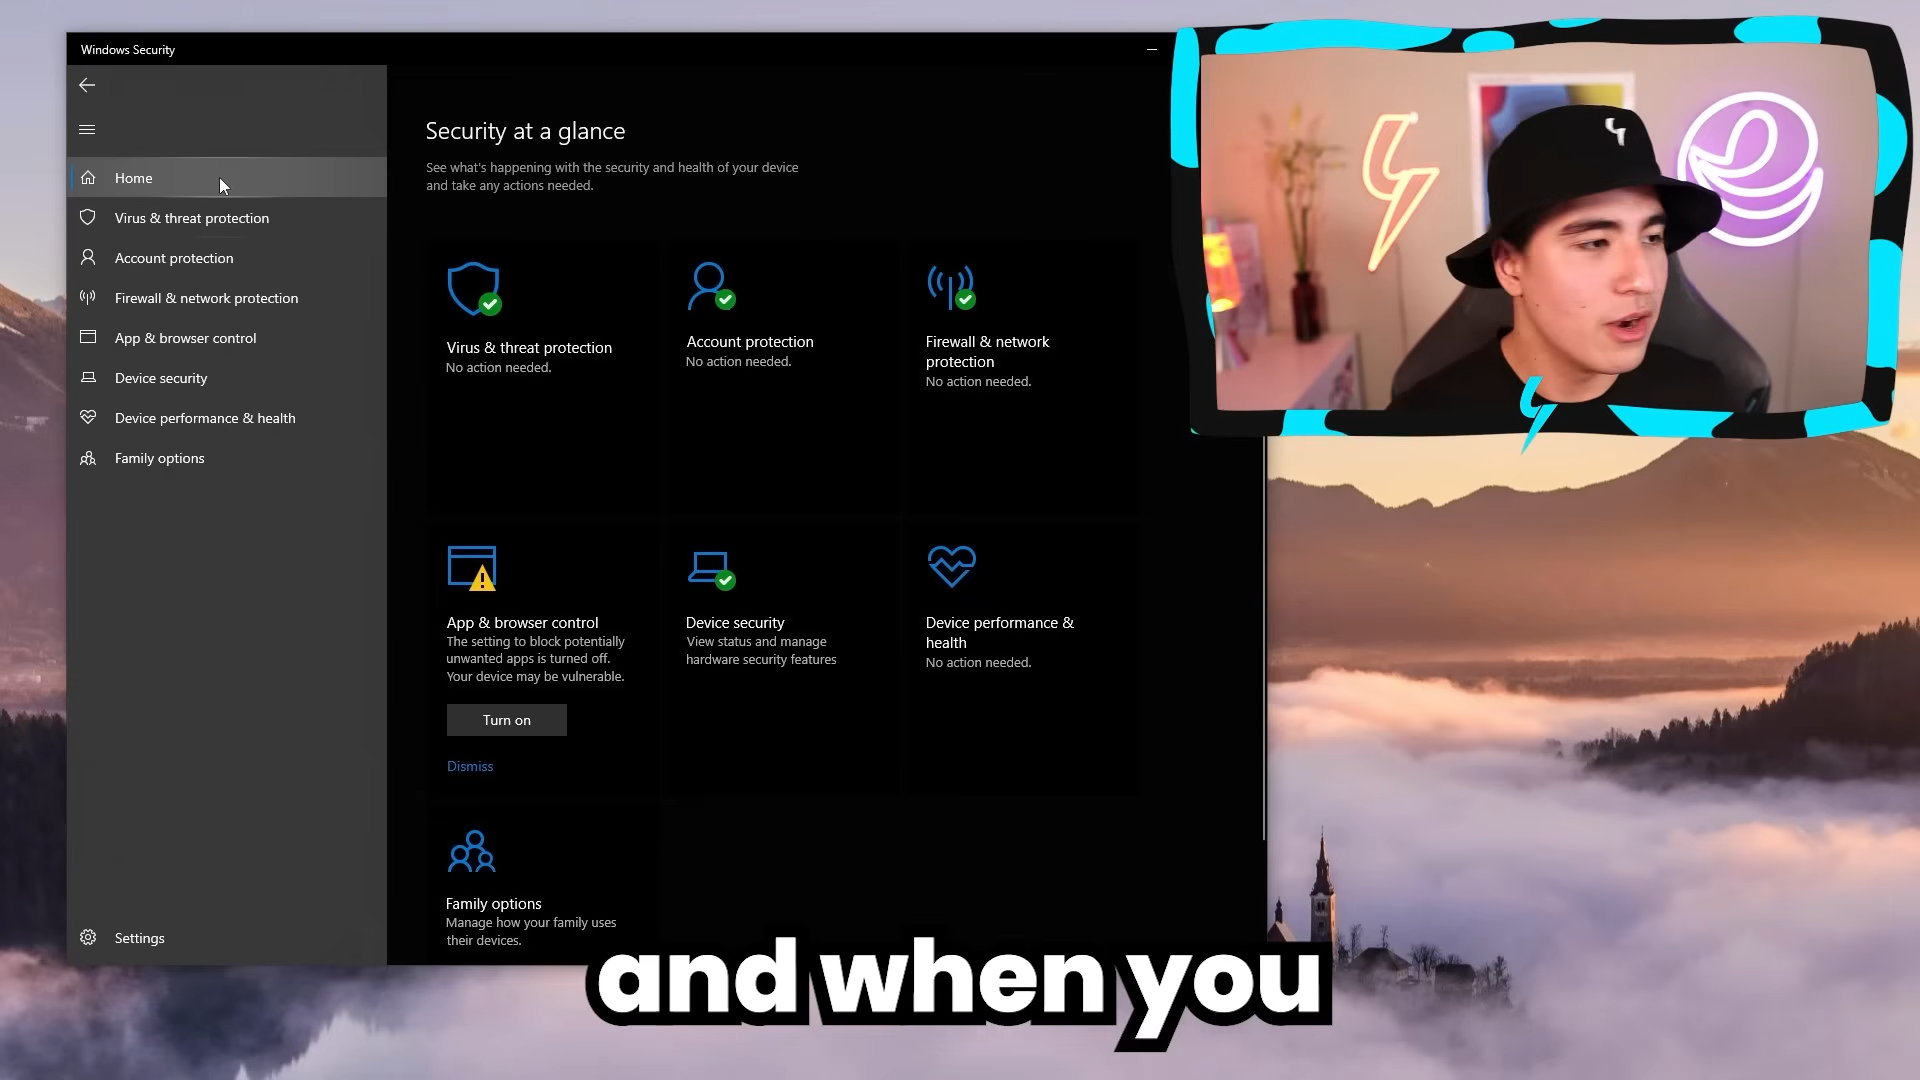 Windows Security
Home
Virus & threat protection
Account protection
Firewall & network protection
App & browser control
Device security
Device performance & health
Family options
Settings
Security at a glance
See what's happening with the security and health of your device
and take any actions needed.
Virus & threat protection
No action needed.
Account protection
No action needed.
Firewall & network
protection
No action needed.
App & browser control
The setting to block potentially
unwanted apps is turned off.
Your device may be vulnerable.
Turn on
Dismiss
Device security
View status and manage
hardware security features
Device performance &
health
No action needed.
Family options
Manage how your family uses
their devices.
and when you